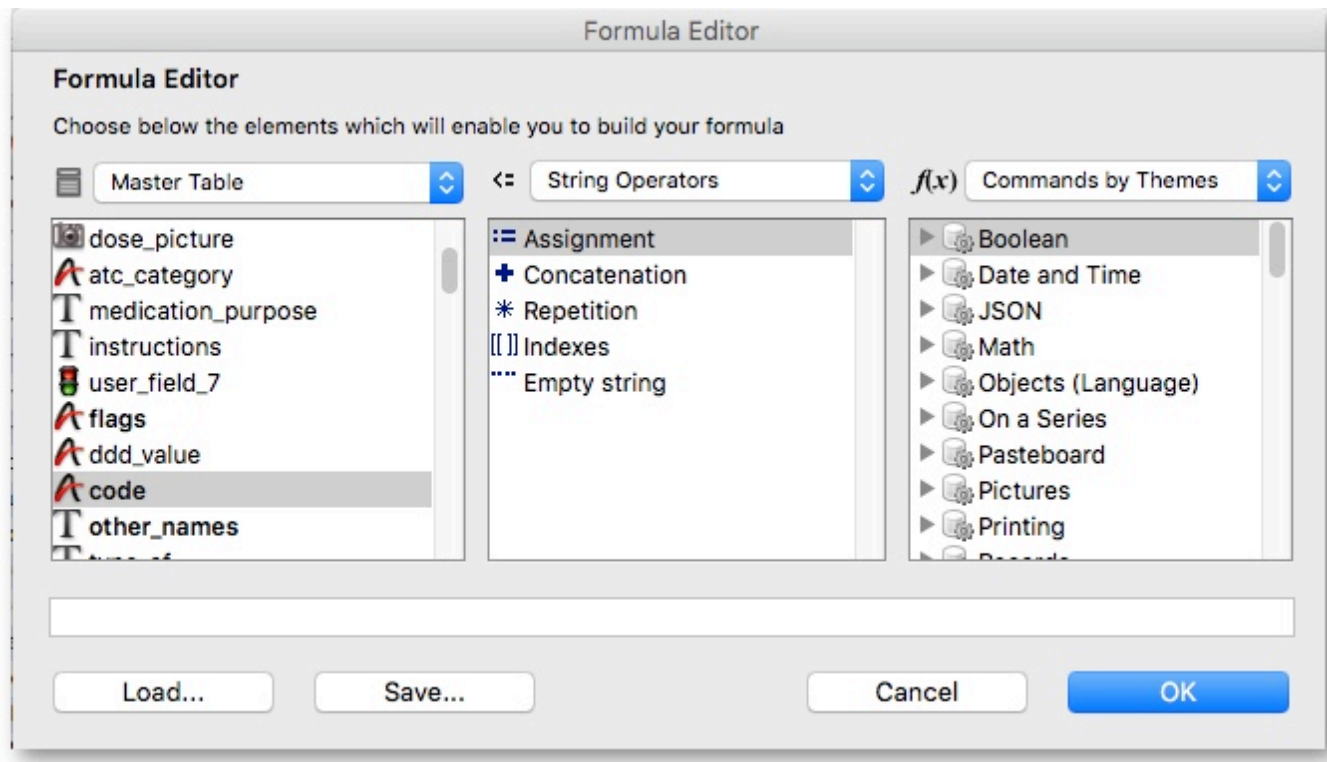 Formula Editor
Formula Editor
Choose below the elements which will enable you to build your formula
Master Table
<= String Operators
f(x) Commands by Themes
dose_picture
atc_category
medication_purpose
instructions
user_field_7
flags
ddd_value
code
other_names
:= Assignment
+ Concatenation
* Repetition
[[ ]] Indexes
"" Empty string
Boolean
Date and Time
JSON
Math
Objects (Language)
On a Series
Pasteboard
Pictures
Printing
Load...
Save...
Cancel
OK